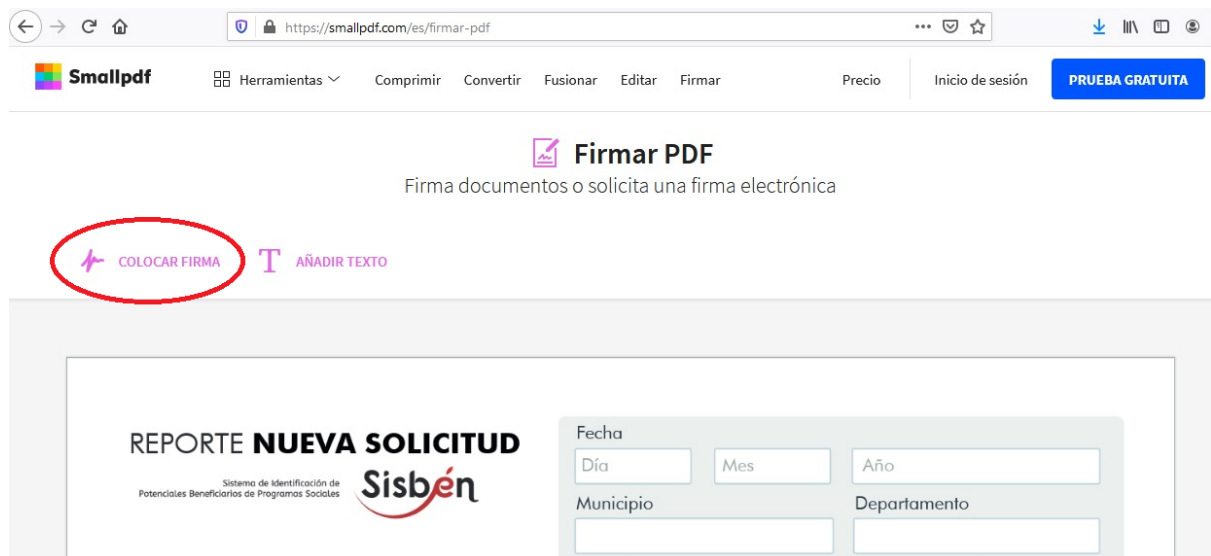 https://smallpdf.com/es/firmar-pdf
Smallpdf Herramientas Comprimir Convertir Fusionar Editar Firmar Precio Inicio de sesión PRUEBA GRATUITA
Firmar PDF
Firma documentos o solicita una firma electrónica
COLOCAR FIRMA T AÑADIR TEXTO
REPORTE NUEVA SOLICITUD
Sistema de Identificación de
Potenciales Beneficiarios de Programas Sociales
Sisbén
Fecha
Día Mes Año
Municipio Departamento